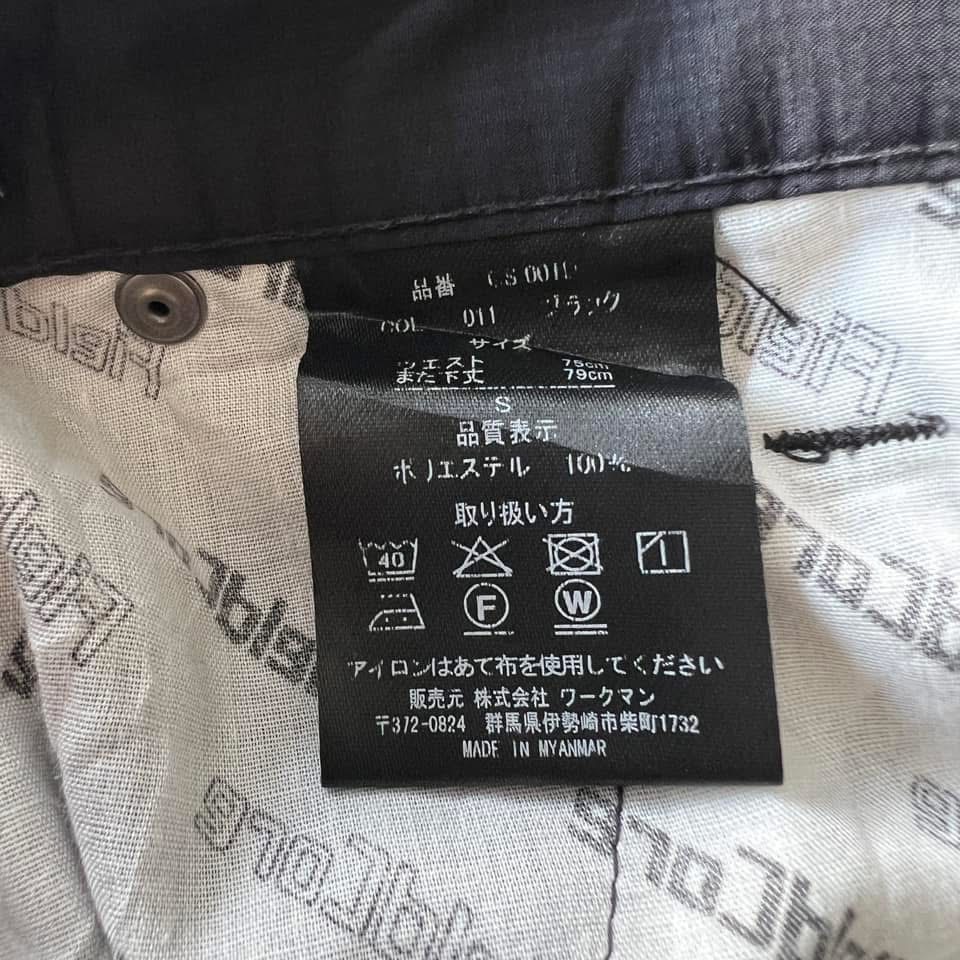 品番
COL 011 ブラック
サイズ
ウエスト 75cm
また下丈 79cm
S
品質表示
ポリエステル 100%
取り扱い方
40
F W
アイロンはあて布を使用してください
販売元 株式会社 ワークマン
〒372-0824 群馬県伊勢崎市柴町1732
MADE IN MYANMAR
Field
Field
FieldCore